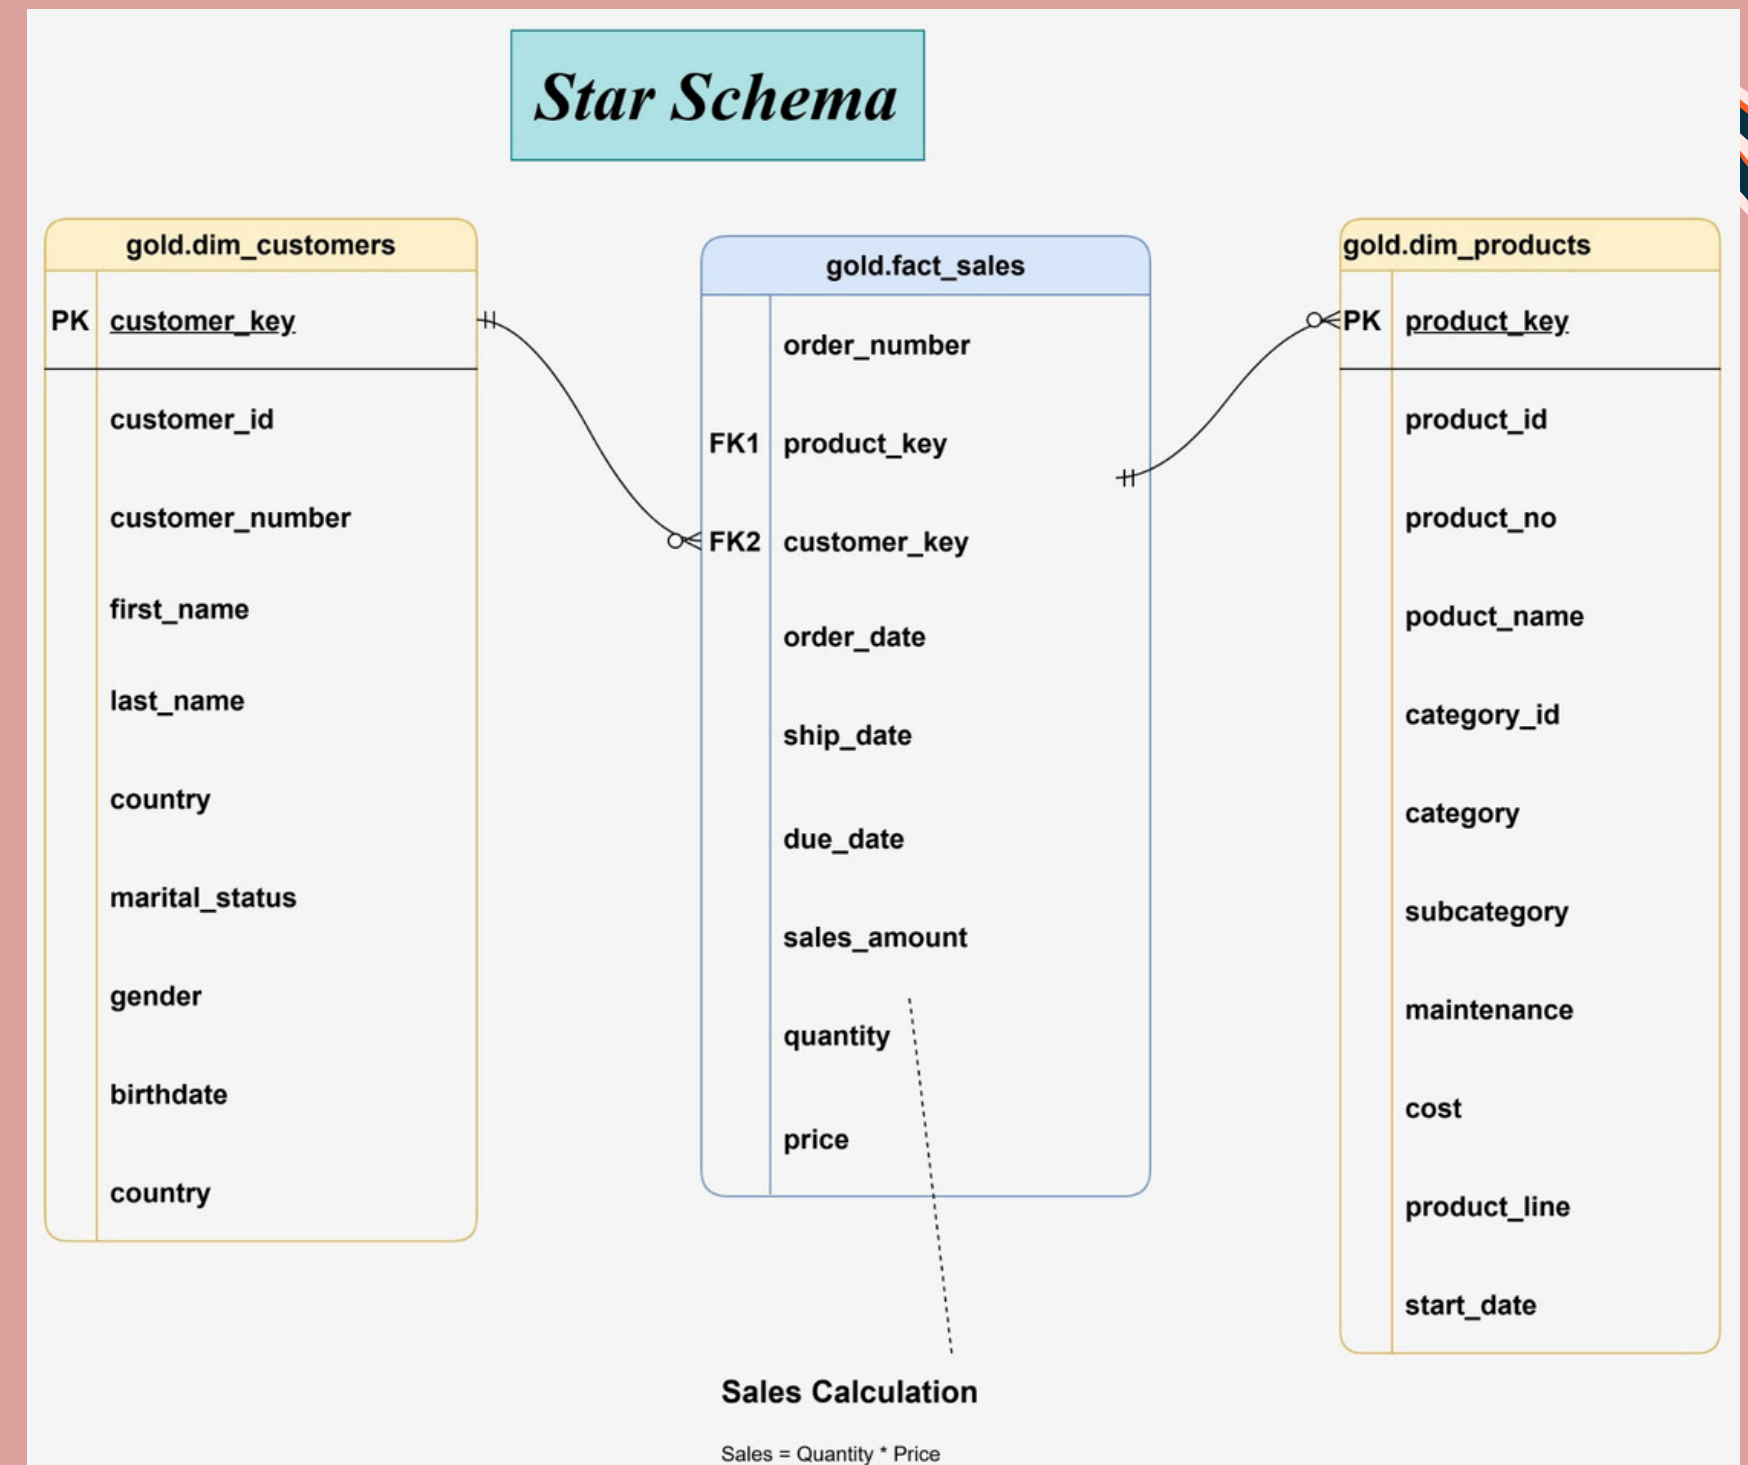 Star Schema
gold.dim_customers
PK customer_key
customer_id
customer_number
first_name
last_name
country
marital_status
gender
birthdate
country
gold.fact_sales
order_number
FK1 product_key
FK2 customer_key
order_date
ship_date
due_date
sales_amount
quantity
price
gold.dim_products
PK product_key
product_id
product_no
poduct_name
category_id
category
subcategory
maintenance
cost
product_line
start_date
Sales Calculation
Sales = Quantity * Price